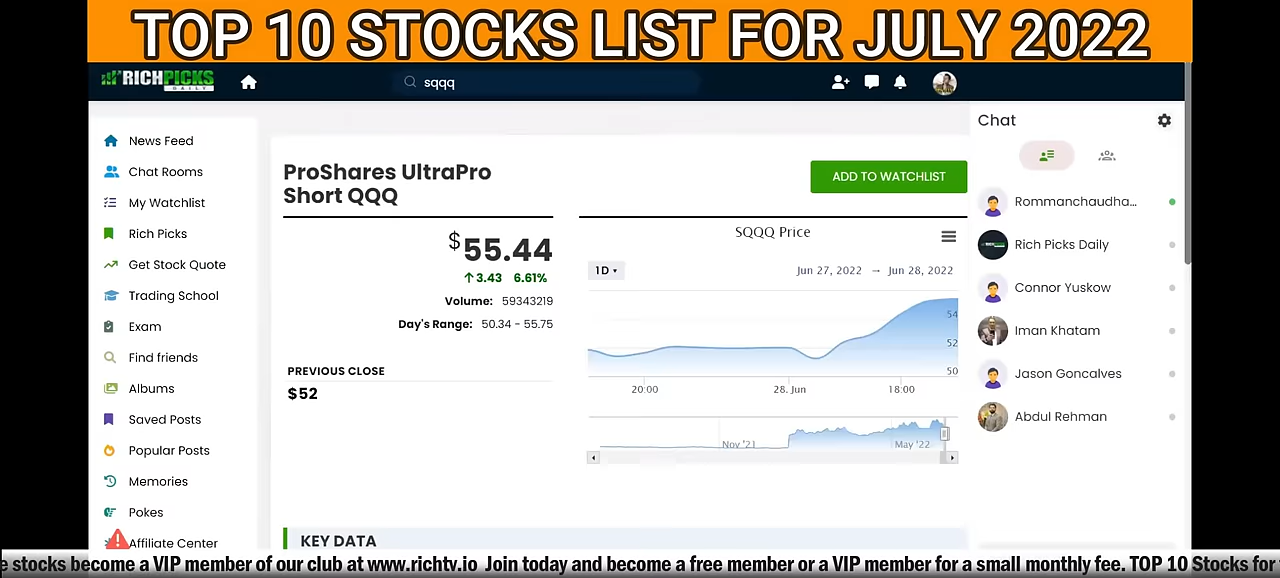 TOP 10 STOCKS LIST FOR JULY 2022
RICHPICKS
DAILY
sqqq
News Feed
Chat Rooms
My Watchlist
Rich Picks
Get Stock Quote
Trading School
Exam
Find friends
Albums
Saved Posts
Popular Posts
Memories
Pokes
Affiliate Center
ProShares UltraPro
Short QQQ
ADD TO WATCHLIST
$55.44
↑3.43 6.61%
Volume: 59343219
Day's Range: 50.34 - 55.75
PREVIOUS CLOSE
$52
SQQQ Price
1D ▾
Jun 27, 2022 → Jun 28, 2022
54
52
50
20:00 28. Jun 18:00
Nov '21 May '22
KEY DATA
Chat
Rommanchaudha...
Rich Picks Daily
Connor Yuskow
Iman Khatam
Jason Goncalves
Abdul Rehman
e stocks become a VIP member of our club at www.richtv.io Join today and become a free member or a VIP member for a small monthly fee. TOP 10 Stocks for